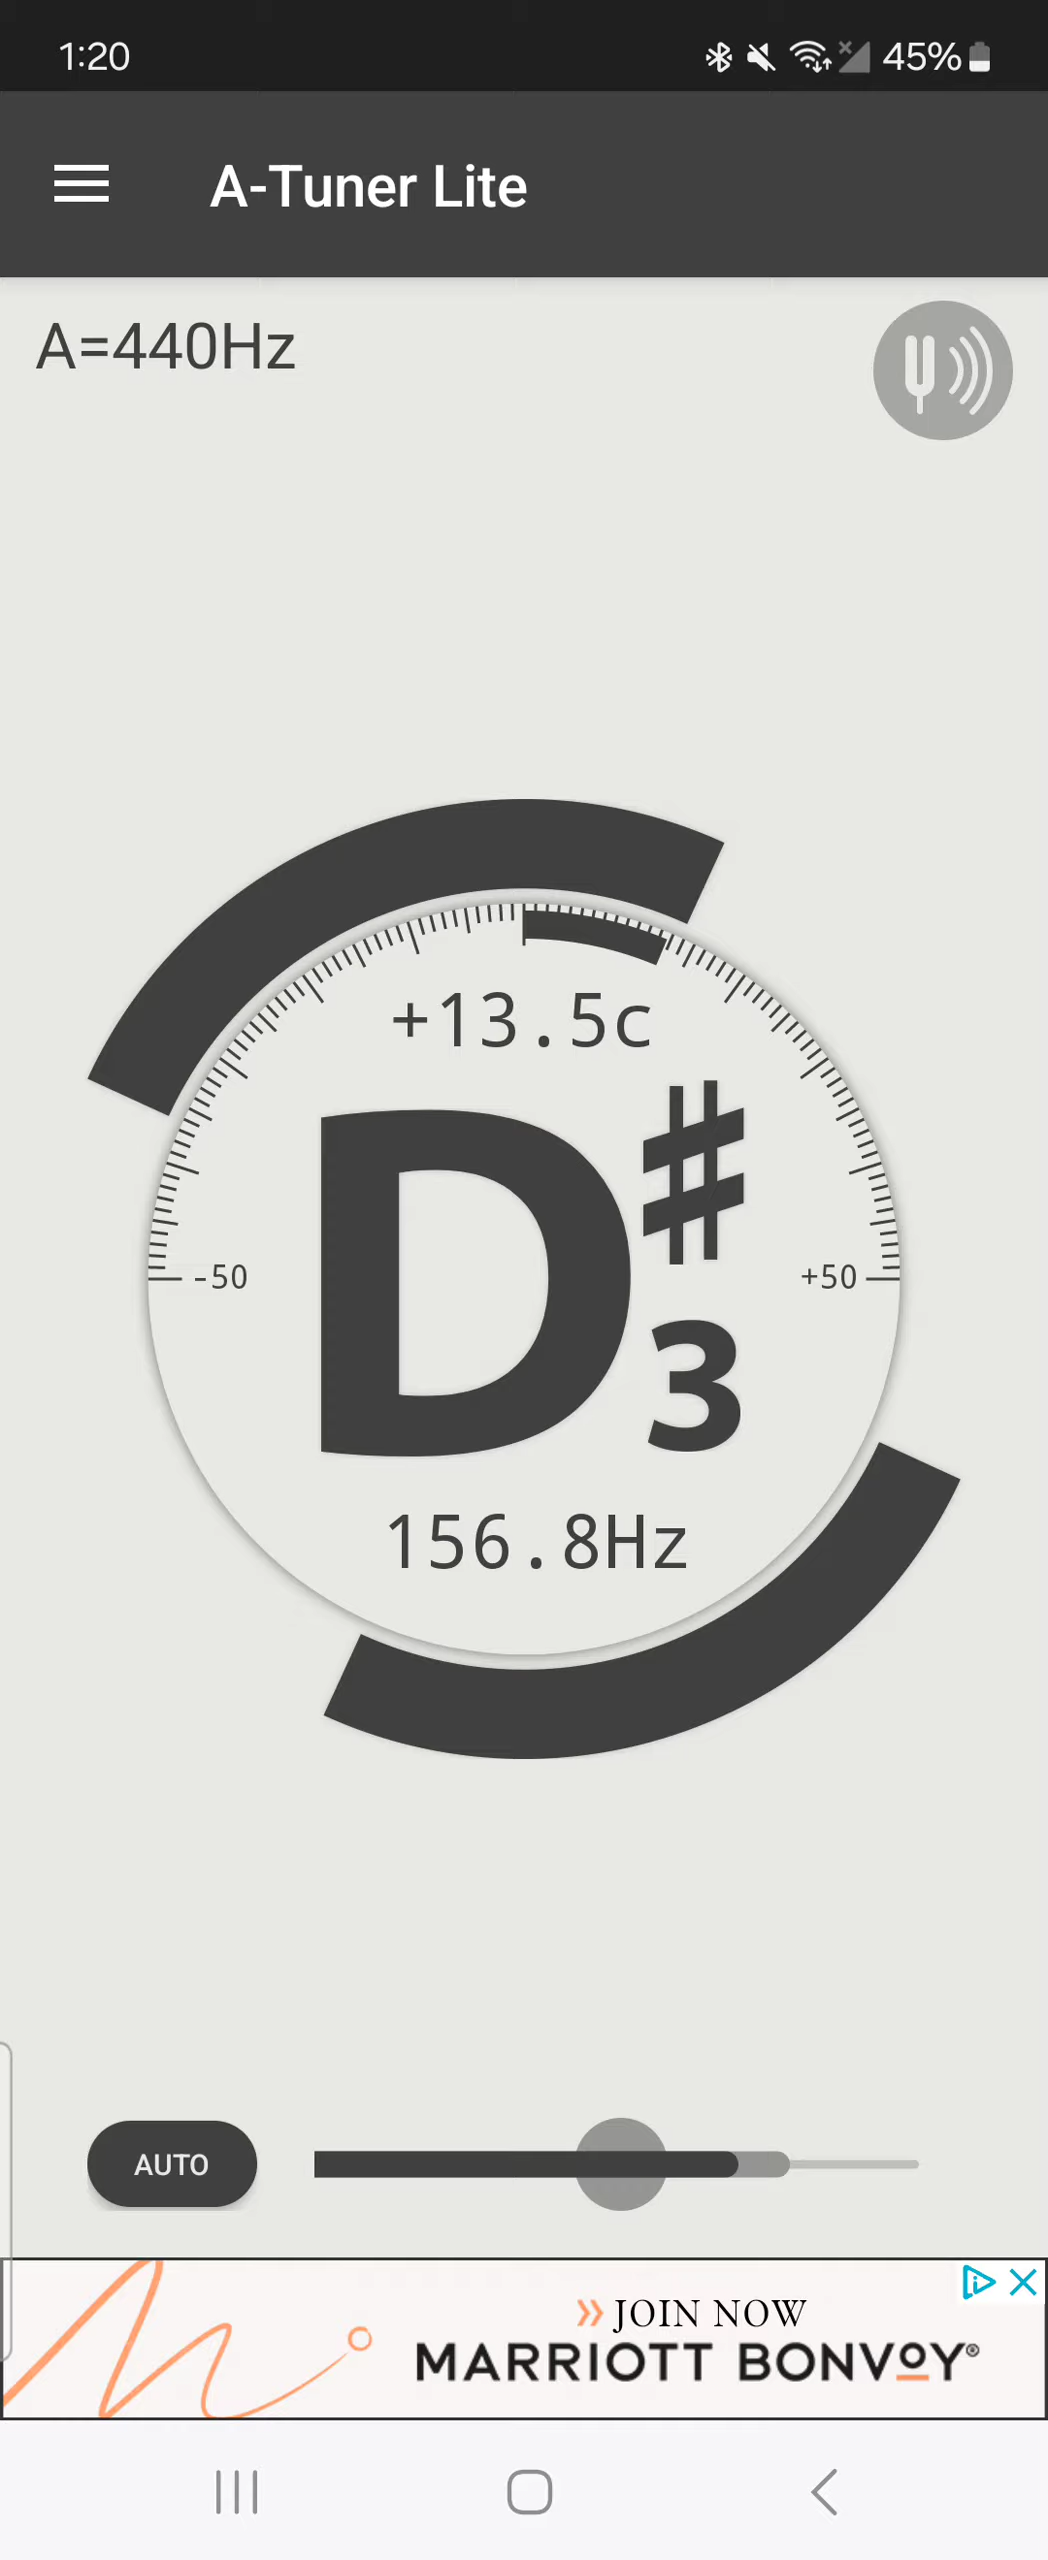 1:20 45%
A-Tuner Lite
A=440Hz
+13.5c
D♯3
-50 +50
156.8Hz
AUTO
» JOIN NOW
MARRIOTT BONVOY®